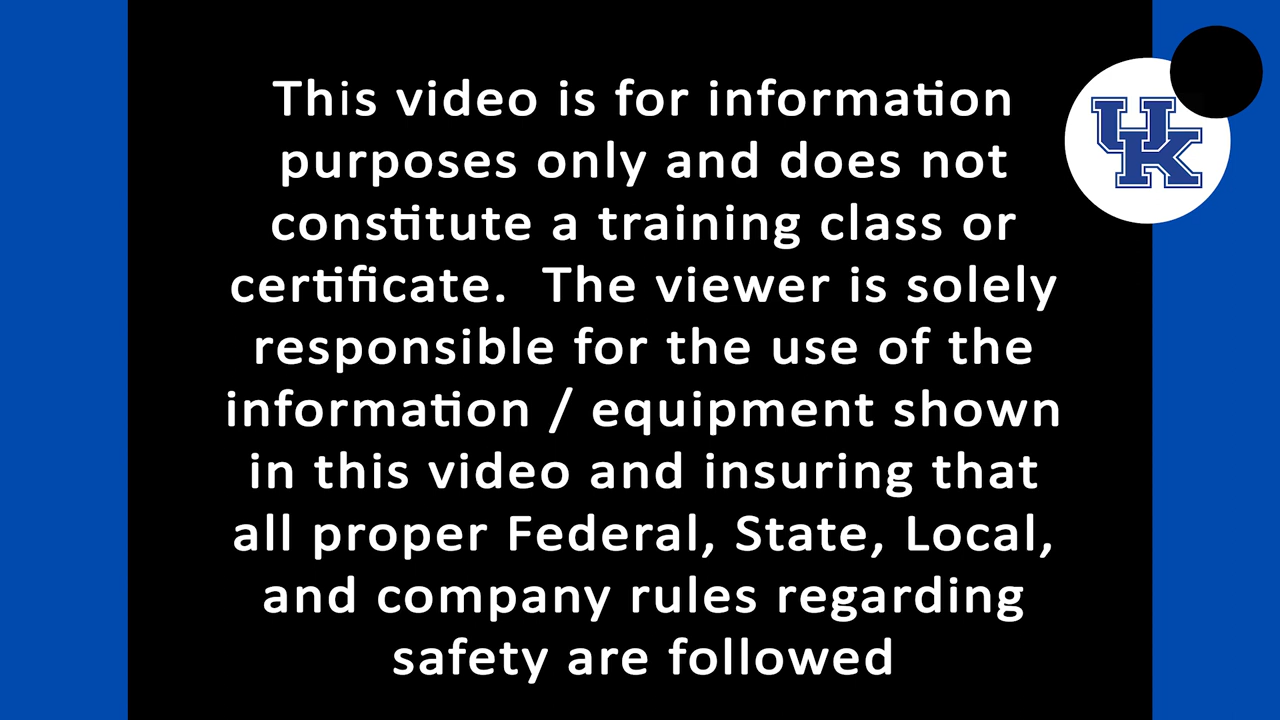 This video is for information
purposes only and does not
constitute a training class or
certificate.  The viewer is solely
responsible for the use of the
information / equipment shown
in this video and insuring that
all proper Federal, State, Local,
and company rules regarding
safety are followed
UK